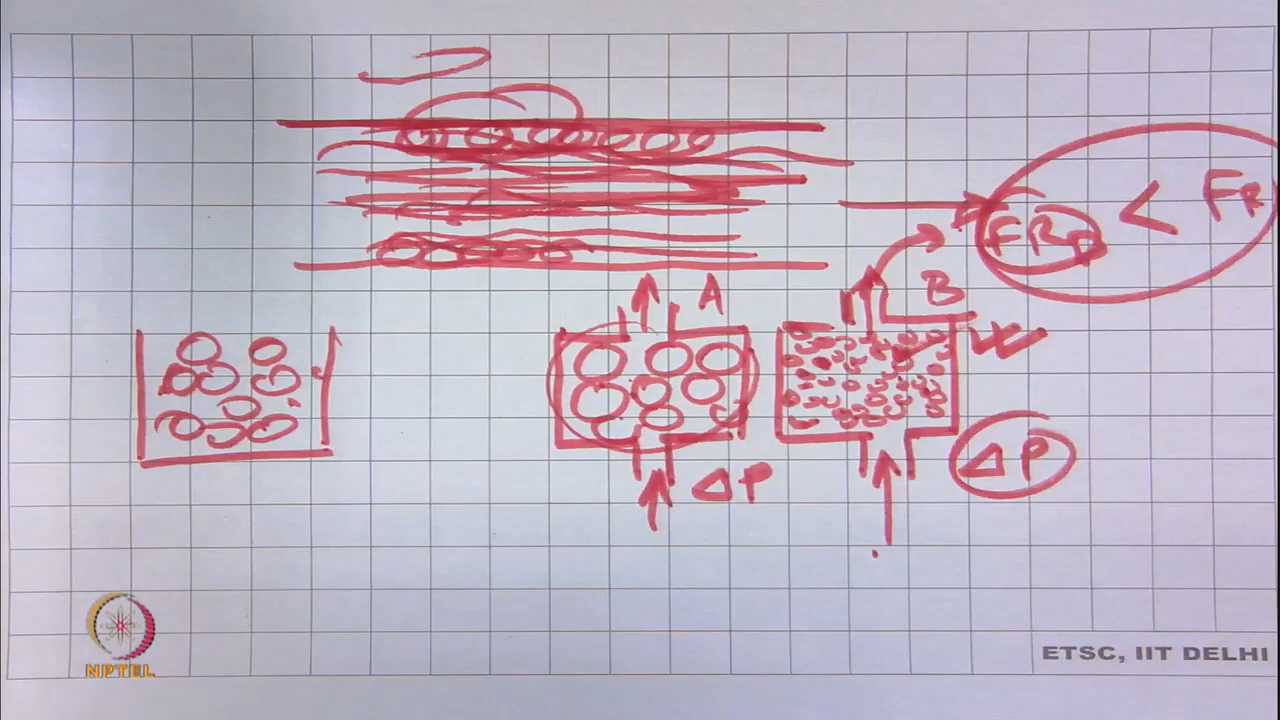 FRB < FR
A
B
ΔP
ΔP
NPTEL
ETSC, IIT DELHI